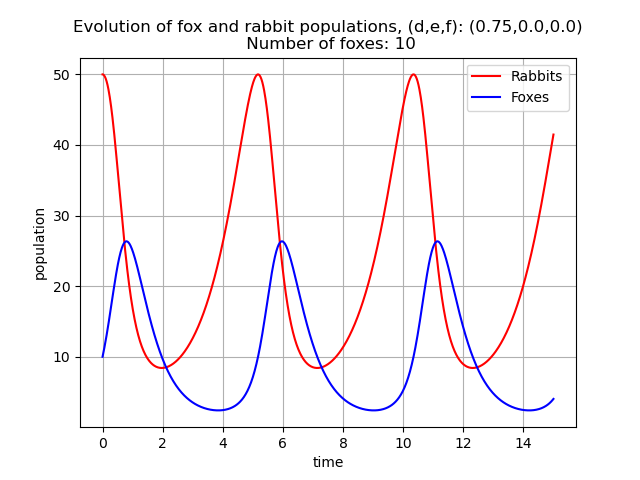 Evolution of fox and rabbit populations, (d,e,f): (0.75,0.0,0.0)
Number of foxes: 10
Rabbits
Foxes
50
40
30
20
10
population
0 2 4 6 8 10 12 14
time